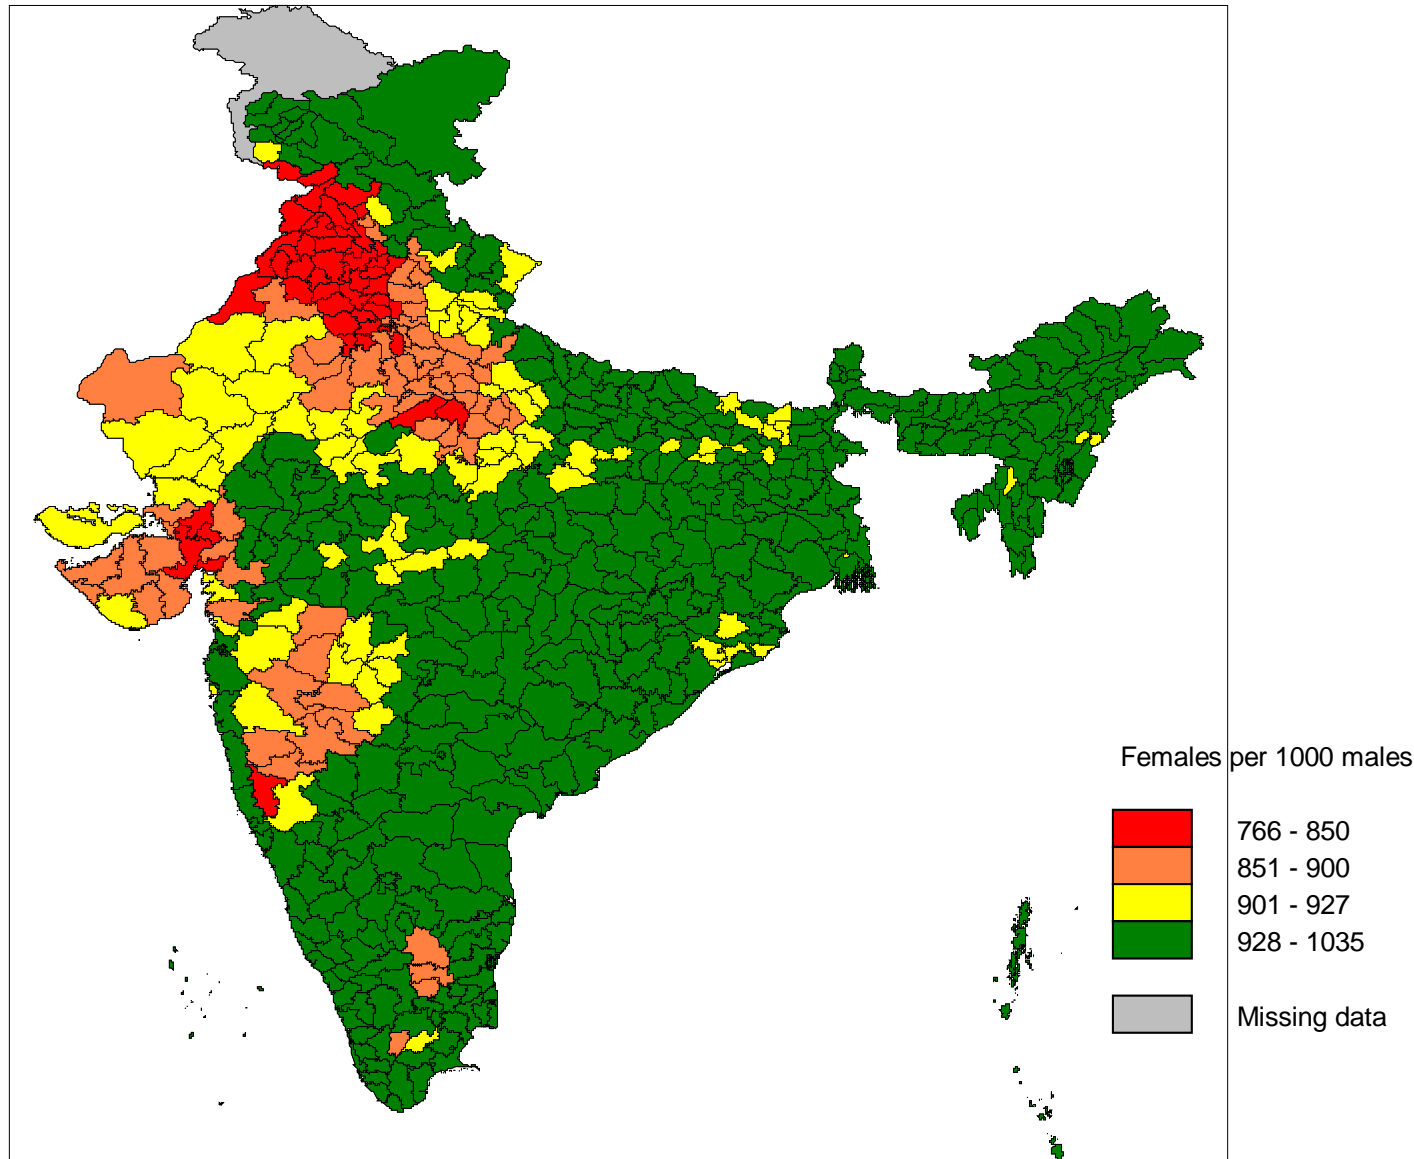 Females per 1000 males
766 - 850
851 - 900
901 - 927
928 - 1035
Missing data